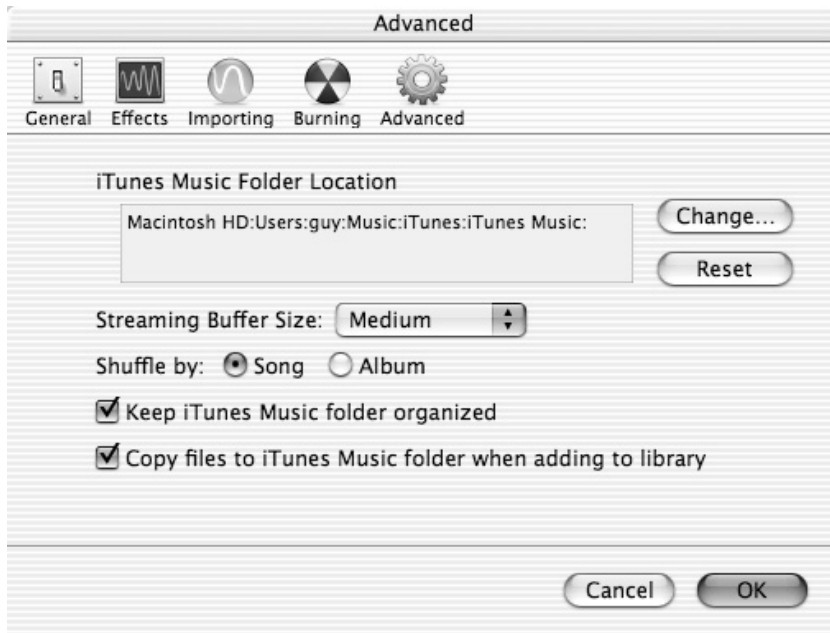 Advanced
General Effects Importing Burning Advanced
iTunes Music Folder Location
Macintosh HD:Users:guy:Music:iTunes:iTunes Music:
Change...
Reset
Streaming Buffer Size: Medium
Shuffle by: Song Album
Keep iTunes Music folder organized
Copy files to iTunes Music folder when adding to library
Cancel OK